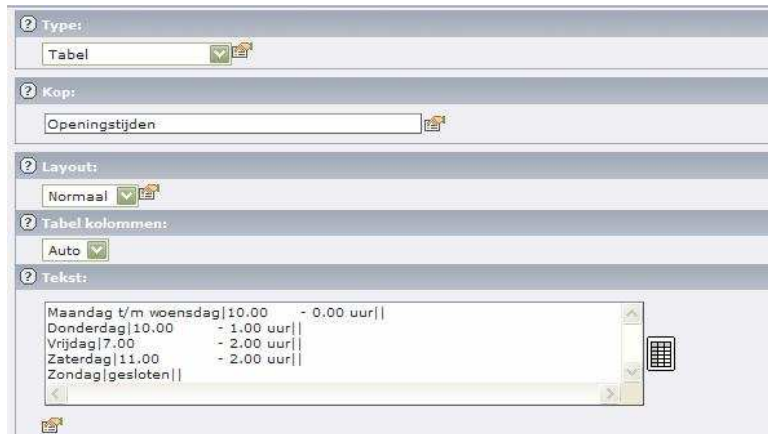 Type:
Tabel
Kop:
Openingstijden
Layout:
Normaal
Tabel kolommen:
Auto
Tekst:
Maandag t/m woensdag|10.00 - 0.00 uur||
Donderdag|10.00 - 1.00 uur||
Vrijdag|7.00 - 2.00 uur||
Zaterdag|11.00 - 2.00 uur||
Zondag|gesloten||